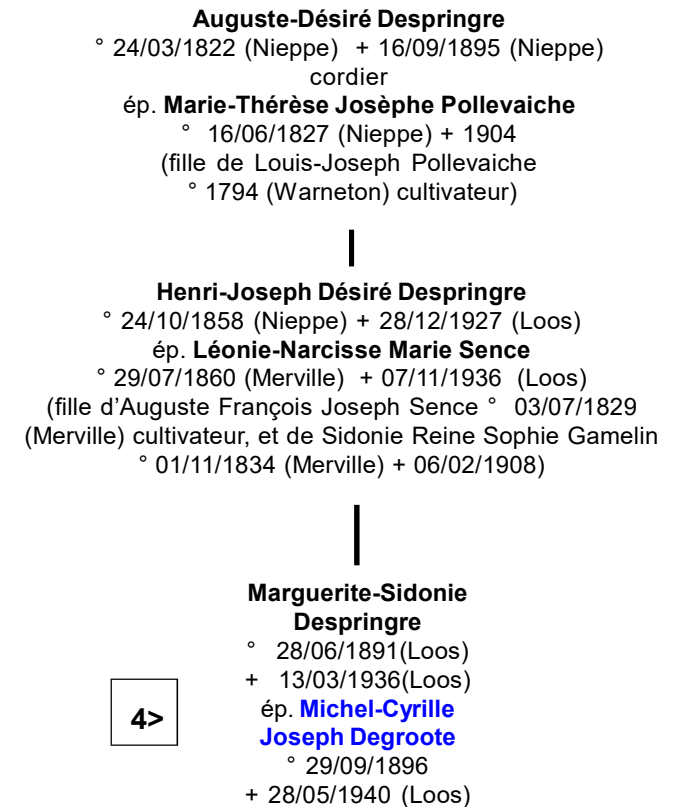 Auguste-Désiré Despringre
° 24/03/1822 (Nieppe) + 16/09/1895 (Nieppe)
cordier
ép. Marie-Thérèse Josèphe Pollevaiche
° 16/06/1827 (Nieppe) + 1904
(fille de Louis-Joseph Pollevaiche
° 1794 (Warneton) cultivateur)
Henri-Joseph Désiré Despringre
° 24/10/1858 (Nieppe) + 28/12/1927 (Loos)
ép. Léonie-Narcisse Marie Sence
° 29/07/1860 (Merville) + 07/11/1936 (Loos)
(fille d'Auguste François Joseph Sence ° 03/07/1829
(Merville) cultivateur, et de Sidonie Reine Sophie Gamelin
° 01/11/1834 (Merville) + 06/02/1908)
Marguerite-Sidonie
Despringre
° 28/06/1891(Loos)
+ 13/03/1936(Loos)
4>
ép. Michel-Cyrille
Joseph Degroote
° 29/09/1896
+ 28/05/1940 (Loos)